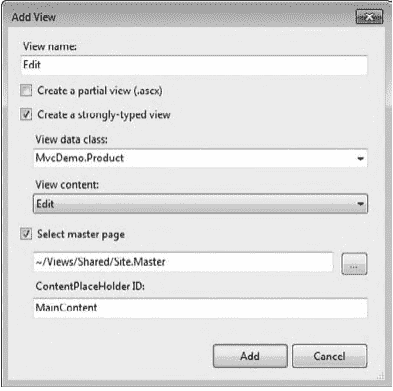 Add View
View name:
Edit
Create a partial view (.ascx)
Create a strongly-typed view
View data class:
MvcDemo.Product
View content:
Edit
Select master page
~/Views/Shared/Site.Master
...
ContentPlaceHolder ID:
MainContent
Add
Cancel